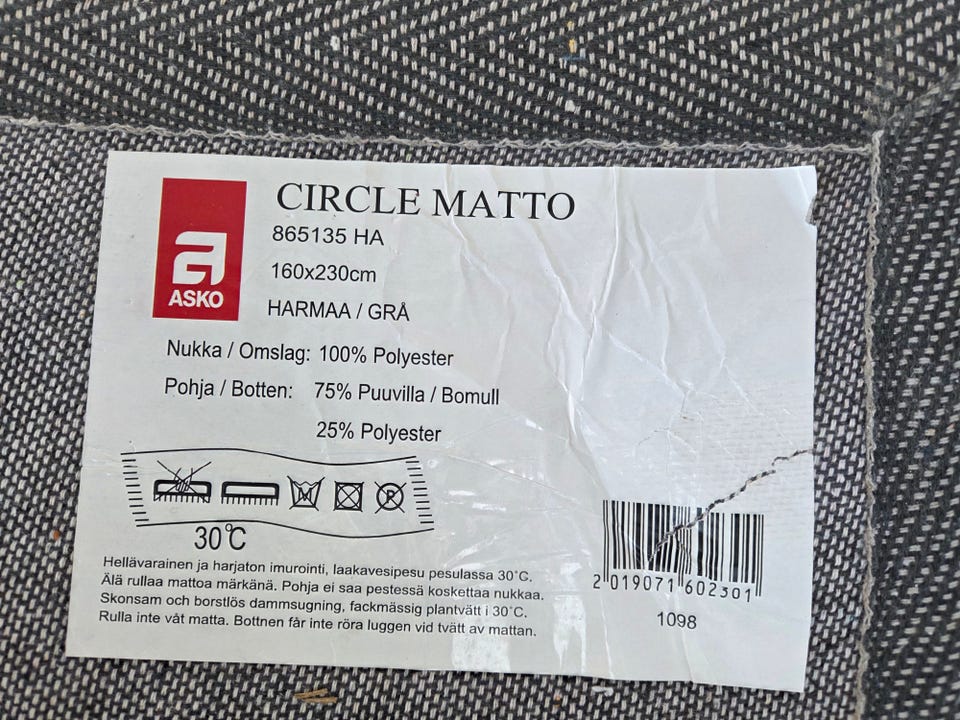 CIRCLE MATTO
865135 HA
160x230cm
HARMAA / GRÅ
ASKO
Nukka / Omslag: 100% Polyester
Pohja / Botten: 75% Puuvilla / Bomull
25% Polyester
30°C
Hellävarainen ja harjaton imurointi, laakavesipesu pesulassa 30°C.
Älä rullaa mattoa märkänä. Pohja ei saa pestessä koskettaa nukkaa.
Skonsam och borstlös dammsugning, fackmässig plantvätt i 30°C.
Rulla inte våt matta. Bottnen får inte röra luggen vid tvätt av mattan.
2 019071 602301
1098